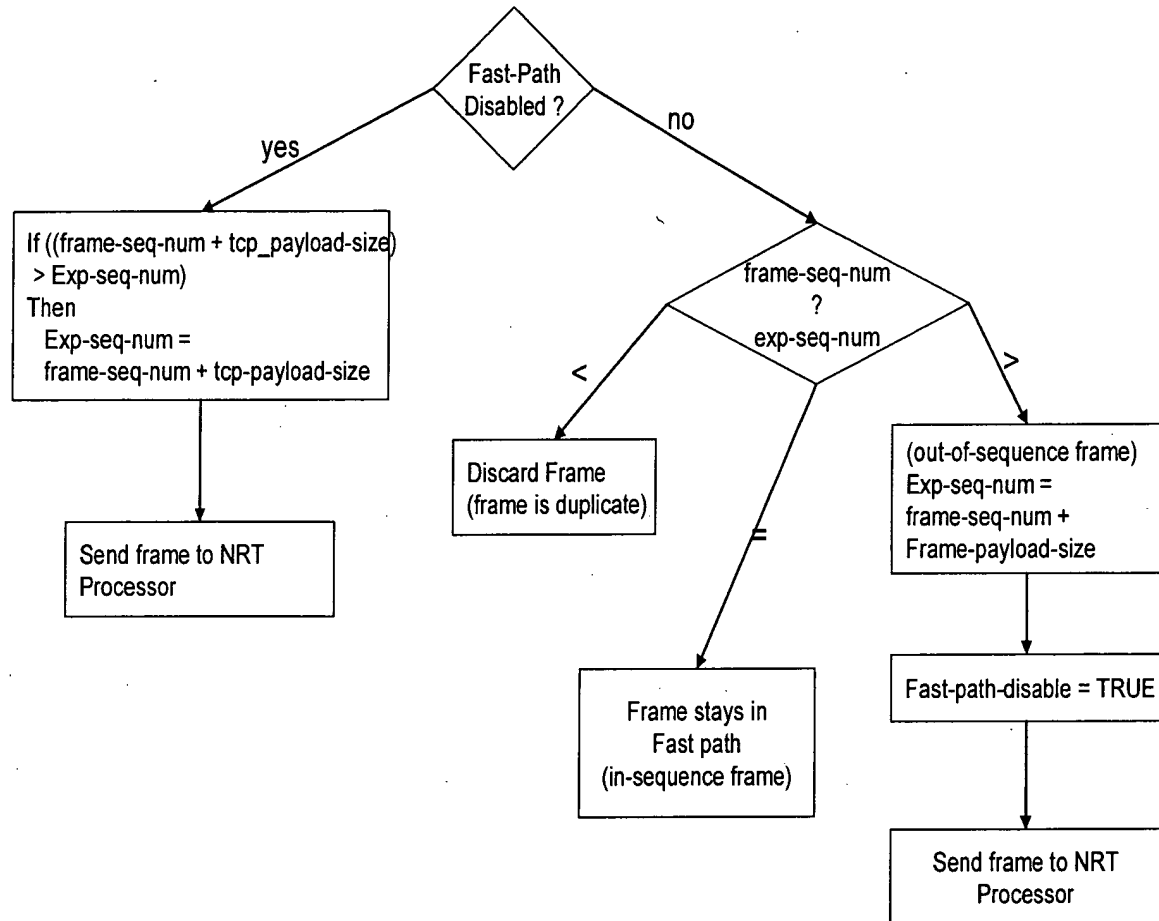 Fast-Path
Disabled ?
yes
no
If ((frame-seq-num + tcp_payload-size)
> Exp-seq-num)
Then
Exp-seq-num =
frame-seq-num + tcp-payload-size
Send frame to NRT
Processor
frame-seq-num
?
exp-seq-num
<
=
>
Discard Frame
(frame is duplicate)
Frame stays in
Fast path
(in-sequence frame)
(out-of-sequence frame)
Exp-seq-num =
frame-seq-num +
Frame-payload-size
Fast-path-disable = TRUE
Send frame to NRT
Processor